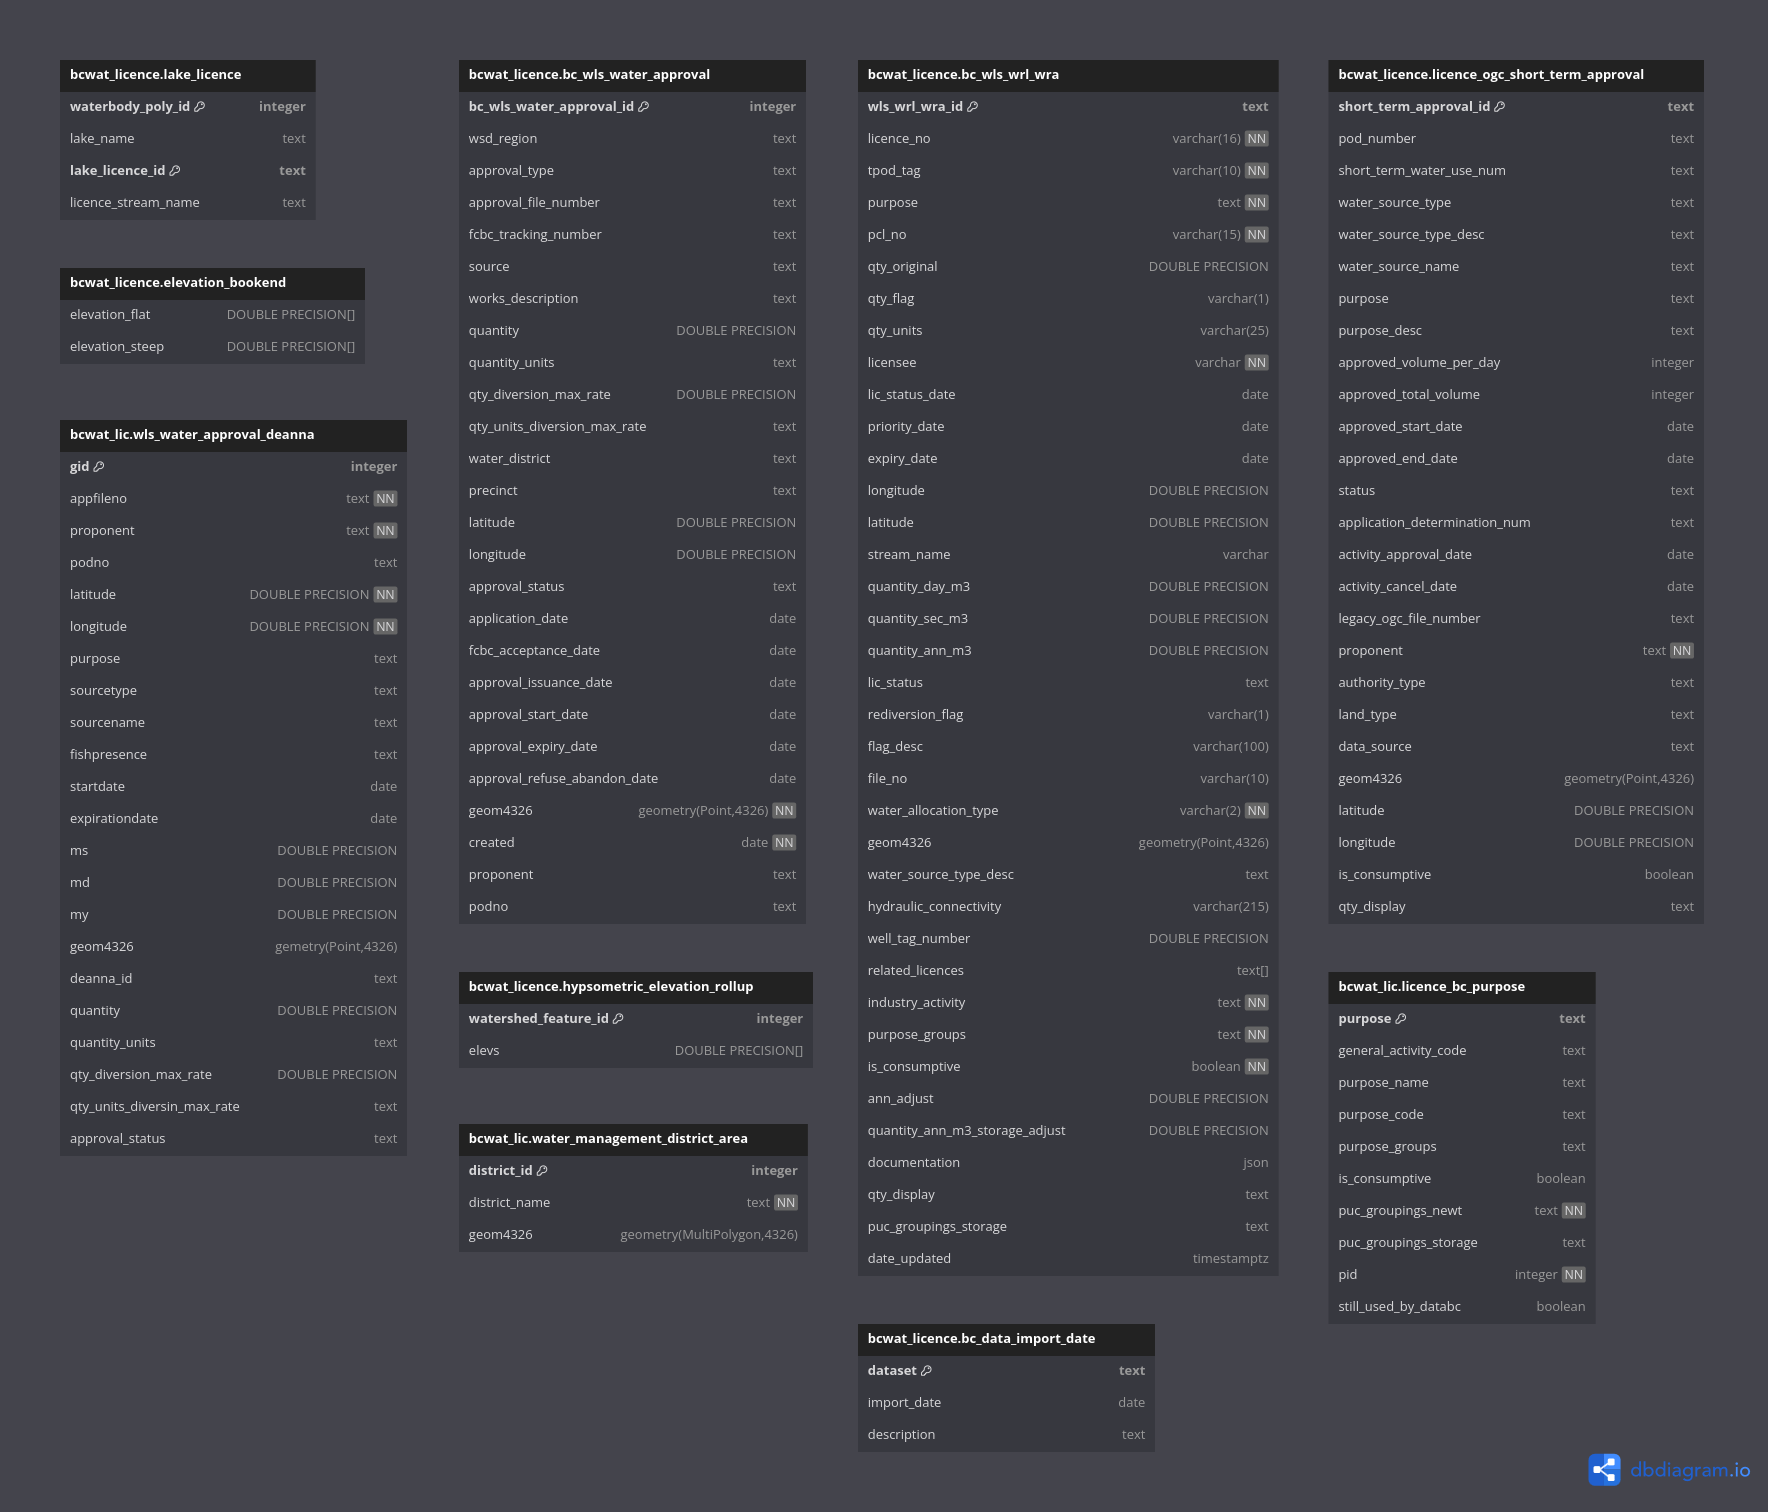 bcwat_licence.lake_licence
waterbody_poly_id integer
lake_name text
lake_licence_id text
licence_stream_name text
bcwat_licence.elevation_bookend
elevation_flat DOUBLE PRECISION[]
elevation_steep DOUBLE PRECISION[]
bcwat_lic.wls_water_approval_deanna
gid integer
appfileno text NN
proponent text NN
podno text
latitude DOUBLE PRECISION NN
longitude DOUBLE PRECISION NN
purpose text
sourcetype text
sourcename text
fishpresence text
startdate date
expirationdate date
ms DOUBLE PRECISION
md DOUBLE PRECISION
my DOUBLE PRECISION
geom4326 gemetry(Point,4326)
deanna_id text
quantity DOUBLE PRECISION
quantity_units text
qty_diversion_max_rate DOUBLE PRECISION
qty_units_diversin_max_rate text
approval_status text
bcwat_licence.bc_wls_water_approval
bc_wls_water_approval_id integer
wsd_region text
approval_type text
approval_file_number text
fcbc_tracking_number text
source text
works_description text
quantity DOUBLE PRECISION
quantity_units text
qty_diversion_max_rate DOUBLE PRECISION
qty_units_diversion_max_rate text
water_district text
precinct text
latitude DOUBLE PRECISION
longitude DOUBLE PRECISION
approval_status text
application_date date
fcbc_acceptance_date date
approval_issuance_date date
approval_start_date date
approval_expiry_date date
approval_refuse_abandon_date date
geom4326 geometry(Point,4326) NN
created date NN
proponent text
podno text
bcwat_licence.hypsometric_elevation_rollup
watershed_feature_id integer
elevs DOUBLE PRECISION[]
bcwat_lic.water_management_district_area
district_id integer
district_name text NN
geom4326 geometry(MultiPolygon,4326)
bcwat_licence.bc_wls_wrl_wra
wls_wrl_wra_id text
licence_no varchar(16) NN
tpod_tag varchar(10) NN
purpose text NN
pcl_no varchar(15) NN
qty_original DOUBLE PRECISION
qty_flag varchar(1)
qty_units varchar(25)
licensee varchar NN
lic_status_date date
priority_date date
expiry_date date
longitude DOUBLE PRECISION
latitude DOUBLE PRECISION
stream_name varchar
quantity_day_m3 DOUBLE PRECISION
quantity_sec_m3 DOUBLE PRECISION
quantity_ann_m3 DOUBLE PRECISION
lic_status text
rediversion_flag varchar(1)
flag_desc varchar(100)
file_no varchar(10)
water_allocation_type varchar(2) NN
geom4326 geometry(Point,4326)
water_source_type_desc text
hydraulic_connectivity varchar(215)
well_tag_number DOUBLE PRECISION
related_licences text[]
industry_activity text NN
purpose_groups text NN
is_consumptive boolean NN
ann_adjust DOUBLE PRECISION
quantity_ann_m3_storage_adjust DOUBLE PRECISION
documentation json
qty_display text
puc_groupings_storage text
date_updated timestamptz
bcwat_licence.bc_data_import_date
dataset text
import_date date
description text
bcwat_licence.licence_ogc_short_term_approval
short_term_approval_id text
pod_number text
short_term_water_use_num text
water_source_type text
water_source_type_desc text
water_source_name text
purpose text
purpose_desc text
approved_volume_per_day integer
approved_total_volume integer
approved_start_date date
approved_end_date date
status text
application_determination_num text
activity_approval_date date
activity_cancel_date date
legacy_ogc_file_number text
proponent text NN
authority_type text
land_type text
data_source text
geom4326 geometry(Point,4326)
latitude DOUBLE PRECISION
longitude DOUBLE PRECISION
is_consumptive boolean
qty_display text
bcwat_lic.licence_bc_purpose
purpose text
general_activity_code text
purpose_name text
purpose_code text
purpose_groups text
is_consumptive boolean
puc_groupings_newt text NN
puc_groupings_storage text
pid integer NN
still_used_by_databc boolean
dbdiagram.io